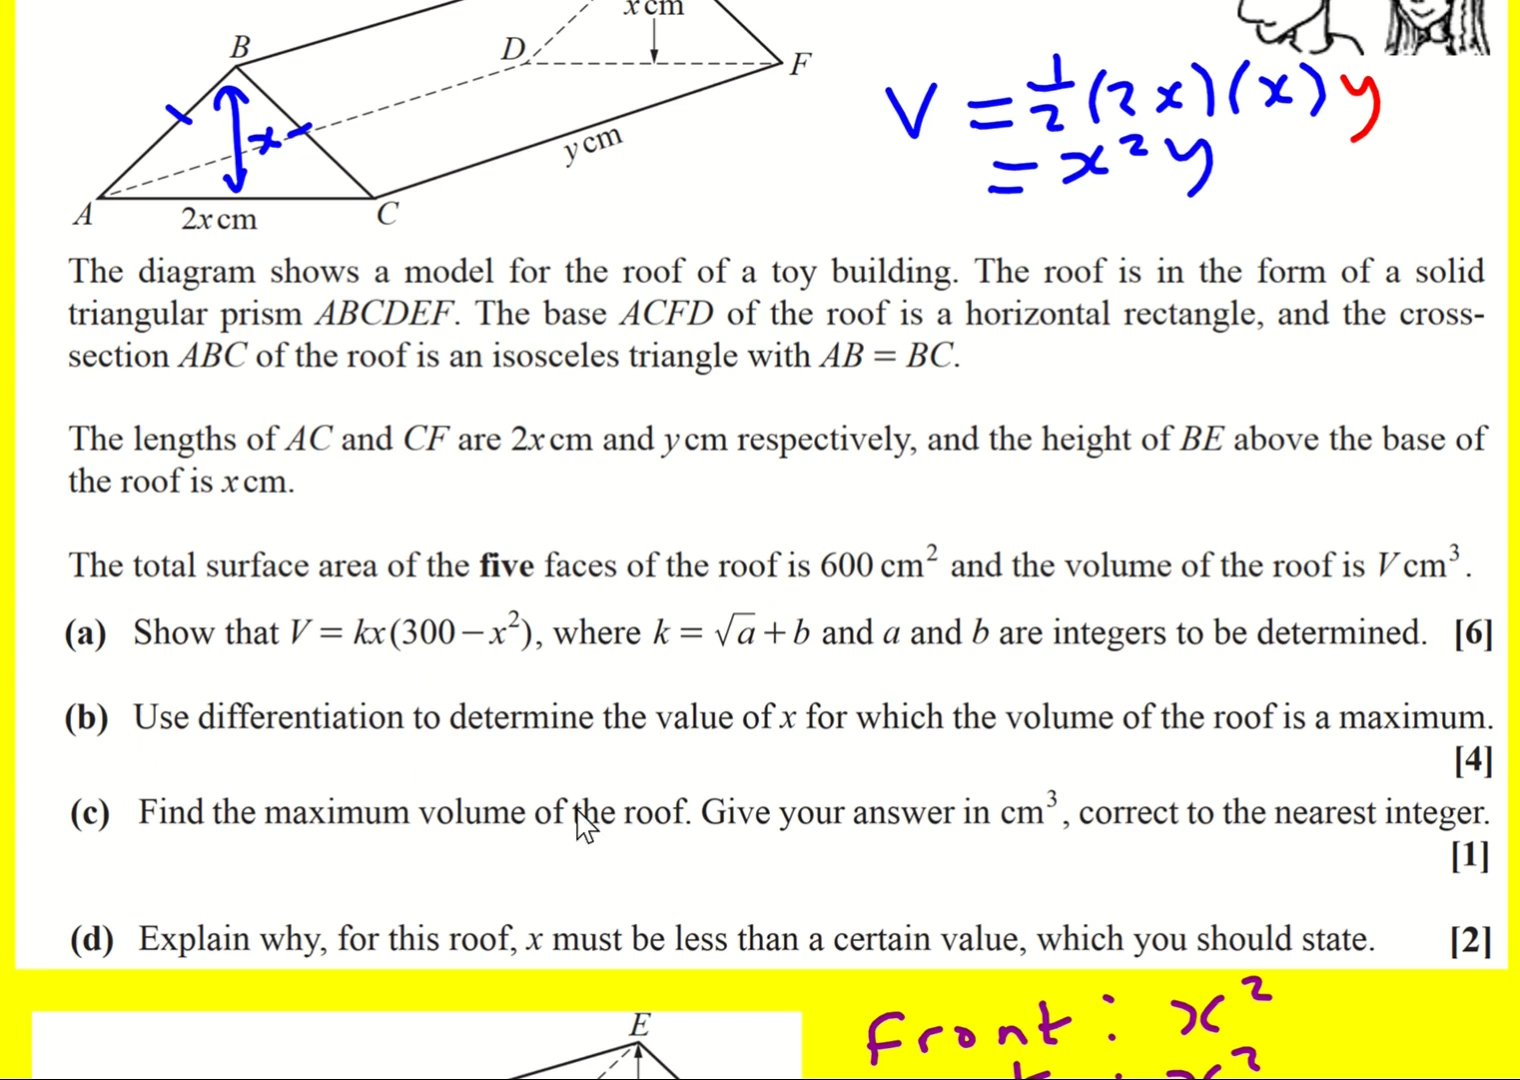 x cm
B
D
F
V = 1/2 (2x)(x)y
= x²y
x
y cm
A
2x cm
C
The diagram shows a model for the roof of a toy building. The roof is in the form of a solid
triangular prism ABCDEF. The base ACFD of the roof is a horizontal rectangle, and the cross-
section ABC of the roof is an isosceles triangle with AB = BC.
The lengths of AC and CF are 2x cm and y cm respectively, and the height of BE above the base of
the roof is x cm.
The total surface area of the five faces of the roof is 600 cm² and the volume of the roof is V cm³.
(a) Show that V = kx(300 − x²), where k = √a + b and a and b are integers to be determined. [6]
(b) Use differentiation to determine the value of x for which the volume of the roof is a maximum.
[4]
(c) Find the maximum volume of the roof. Give your answer in cm³, correct to the nearest integer.
[1]
(d) Explain why, for this roof, x must be less than a certain value, which you should state. [2]
Front : x²
E